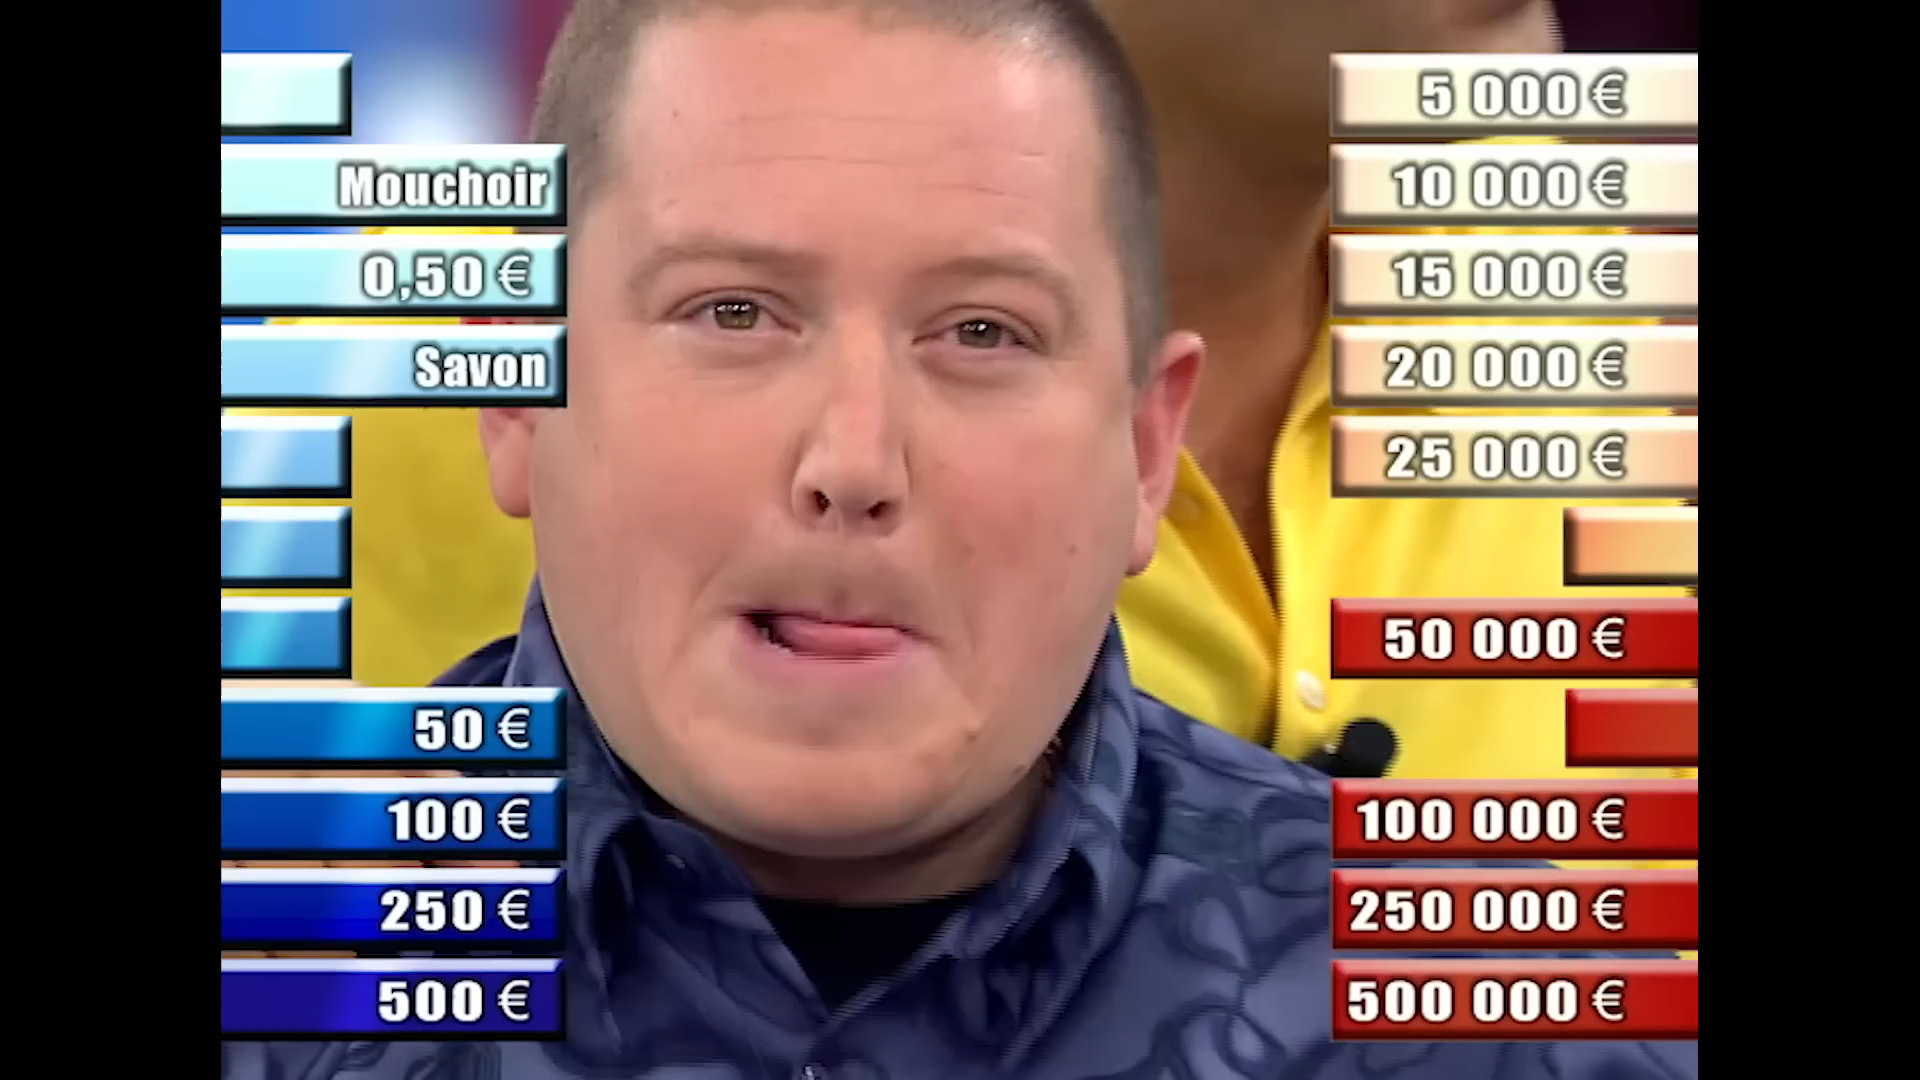 Mouchoir
0,50 €
Savon
50 €
100 €
250 €
500 €
5 000 €
10 000 €
15 000 €
20 000 €
25 000 €
50 000 €
100 000 €
250 000 €
500 000 €